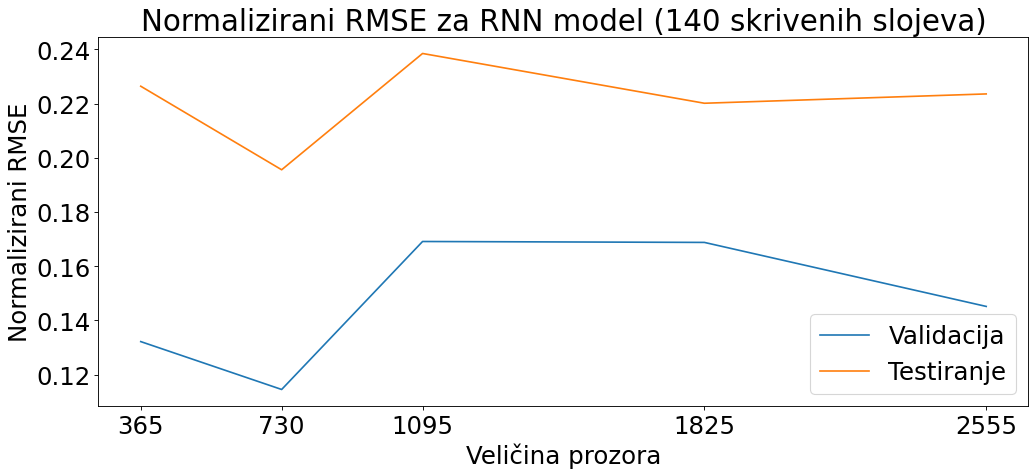 Normalizirani RMSE za RNN model (140 skrivenih slojeva)
Normalizirani RMSE
0.24
0.22
0.20
0.18
0.16
0.14
0.12
Validacija
Testiranje
365 730 1095 1825 2555
Veličina prozora